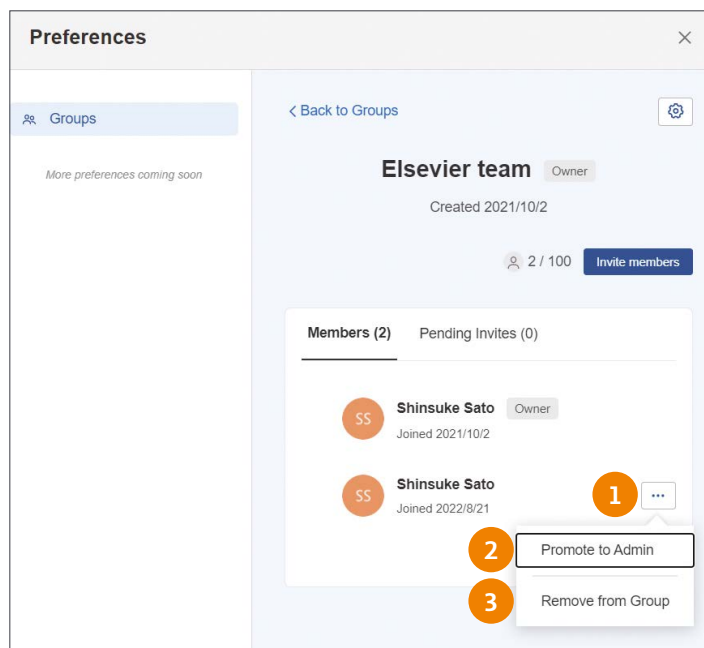 Preferences
Groups
More preferences coming soon
Back to Groups
Elsevier team Owner
Created 2021/10/2
2 / 100 Invite members
Members (2) Pending Invites (0)
SS
Shinsuke Sato Owner
Joined 2021/10/2
SS
Shinsuke Sato
Joined 2022/8/21
1 ...
2 Promote to Admin
3 Remove from Group